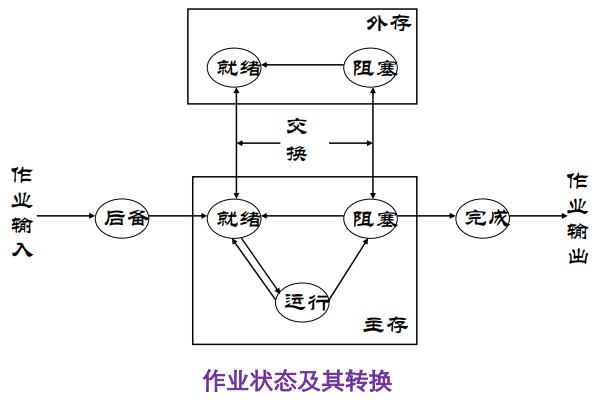 外存
就绪
阻塞
交
换
作
业
输
入
后备
就绪
阻塞
完成
作
业
输
出
运行
主存
作业状态及其转换